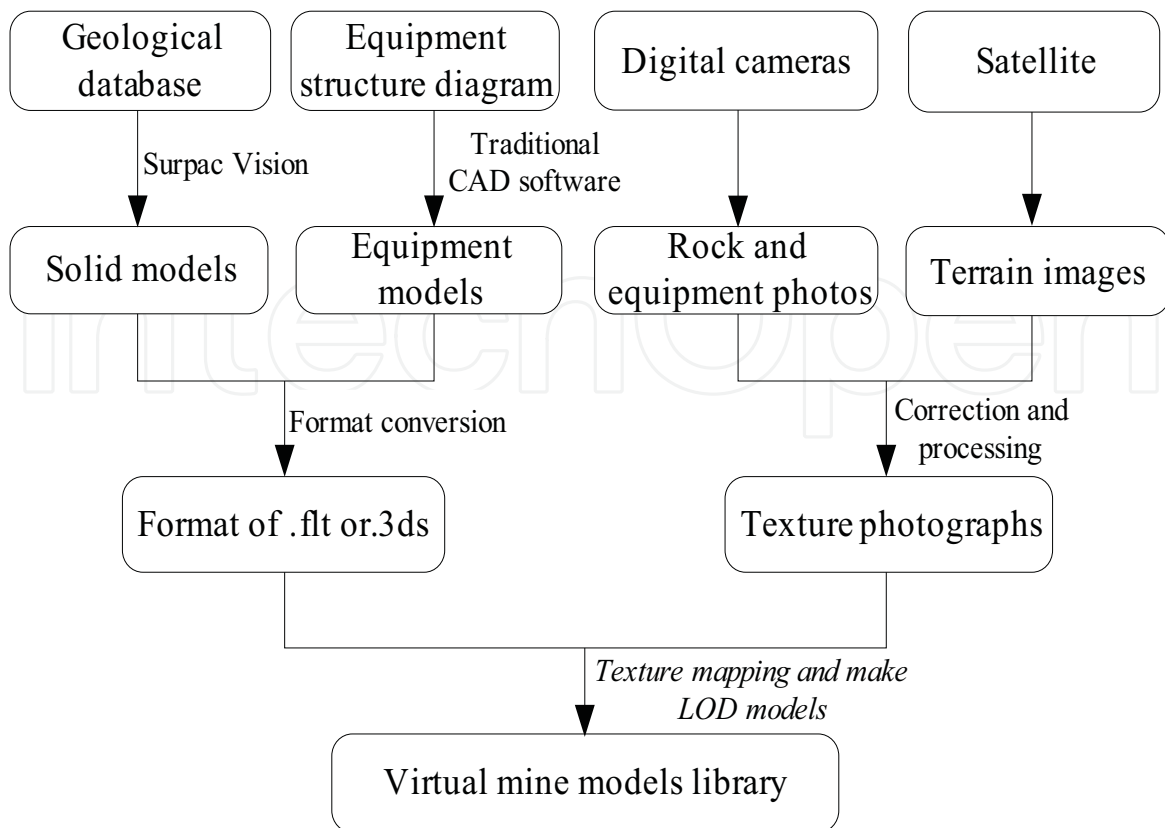 Geological
database
Equipment
structure diagram
Digital cameras
Satellite
Surpac Vision
Traditional
CAD software
Solid models
Equipment
models
Rock and
equipment photos
Terrain images
IntechOpen
Format conversion
Correction and
processing
Format of .flt or.3ds
Texture photographs
Texture mapping and make
LOD models
Virtual mine models library